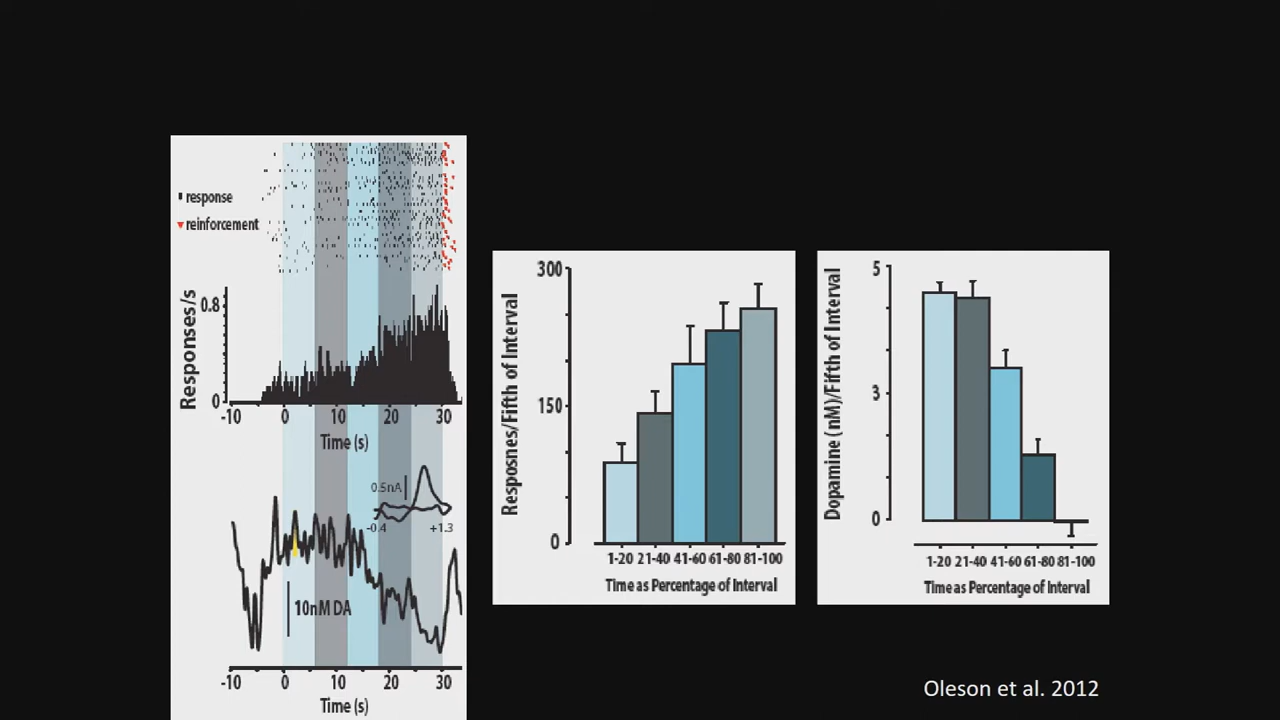 response
reinforcement
Responses/s
0.8
0
-10 0 10 20 30
Time (s)
0.5nA
-0.4 +1.3
10nM DA
-10 0 10 20 30
Time (s)
Resposnes/Fifth of Interval
300
150
0
1-20 21-40 41-60 61-80 81-100
Time as Percentage of Interval
Dopamine (nM)/Fifth of Interval
5
3
0
1-20 21-40 41-60 61-80 81-100
Time as Percentage of Interval
Oleson et al. 2012